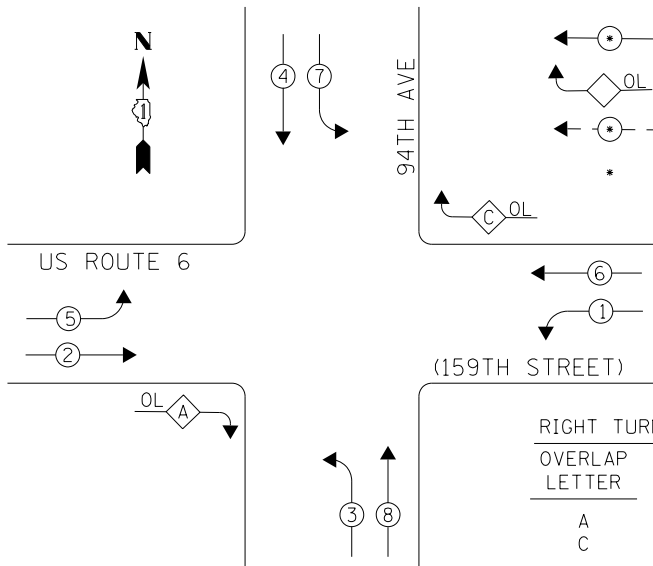 N
1
4
7
94TH AVE
*
OL
*
*
C OL
US ROUTE 6
6
5
1
2
(159TH STREET)
OL A
3
8
RIGHT TUR
OVERLAP
LETTER
A
C